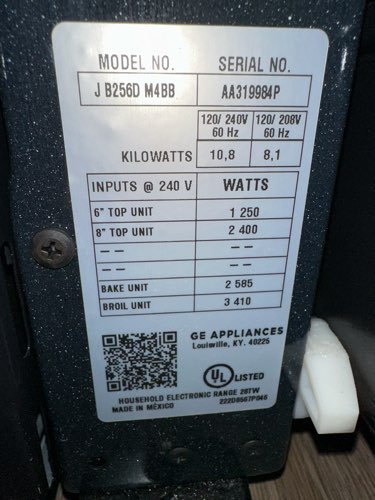 MODEL NO. SERIAL NO.
J B256D M4BB AA319984P
120/ 240V 120/ 208V
60 Hz 60 Hz
KILOWATTS 10,8 8,1
INPUTS @ 240 V WATTS
6" TOP UNIT 1 250
8" TOP UNIT 2 400
-- --
-- --
BAKE UNIT 2 585
BROIL UNIT 3 410
GE APPLIANCES
Louisville, KY. 40225
UL LISTED
HOUSEHOLD ELECTRONIC RANGE 28TW
MADE IN MÉXICO 222D8567P045